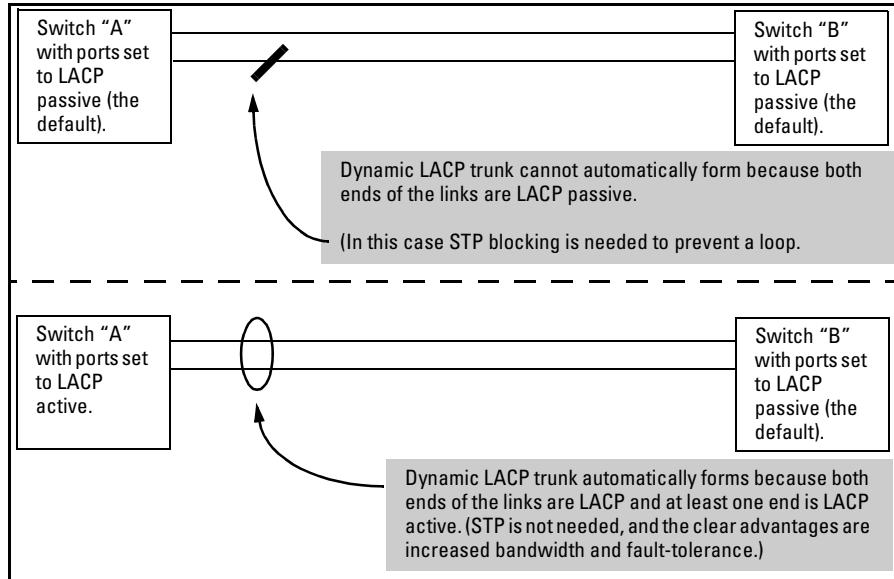 Switch “A”
with ports set
to LACP
passive (the
default).
Switch “B”
with ports set
to LACP
passive (the
default).
Dynamic LACP trunk cannot automatically form because both
ends of the links are LACP passive.
(In this case STP blocking is needed to prevent a loop.
Switch “A”
with ports set
to LACP
active.
Switch “B”
with ports set
to LACP
passive (the
default).
Dynamic LACP trunk automatically forms because both
ends of the links are LACP and at least one end is LACP
active. (STP is not needed, and the clear advantages are
increased bandwidth and fault-tolerance.)